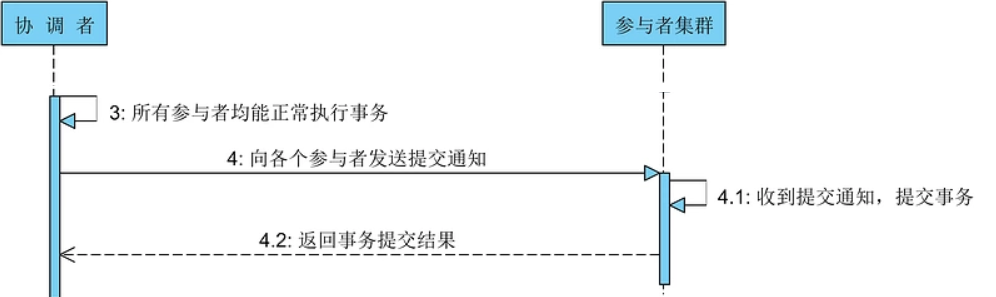 协 调 者
参与者集群
3: 所有参与者均能正常执行事务
4: 向各个参与者发送提交通知
4.1: 收到提交通知，提交事务
4.2: 返回事务提交结果